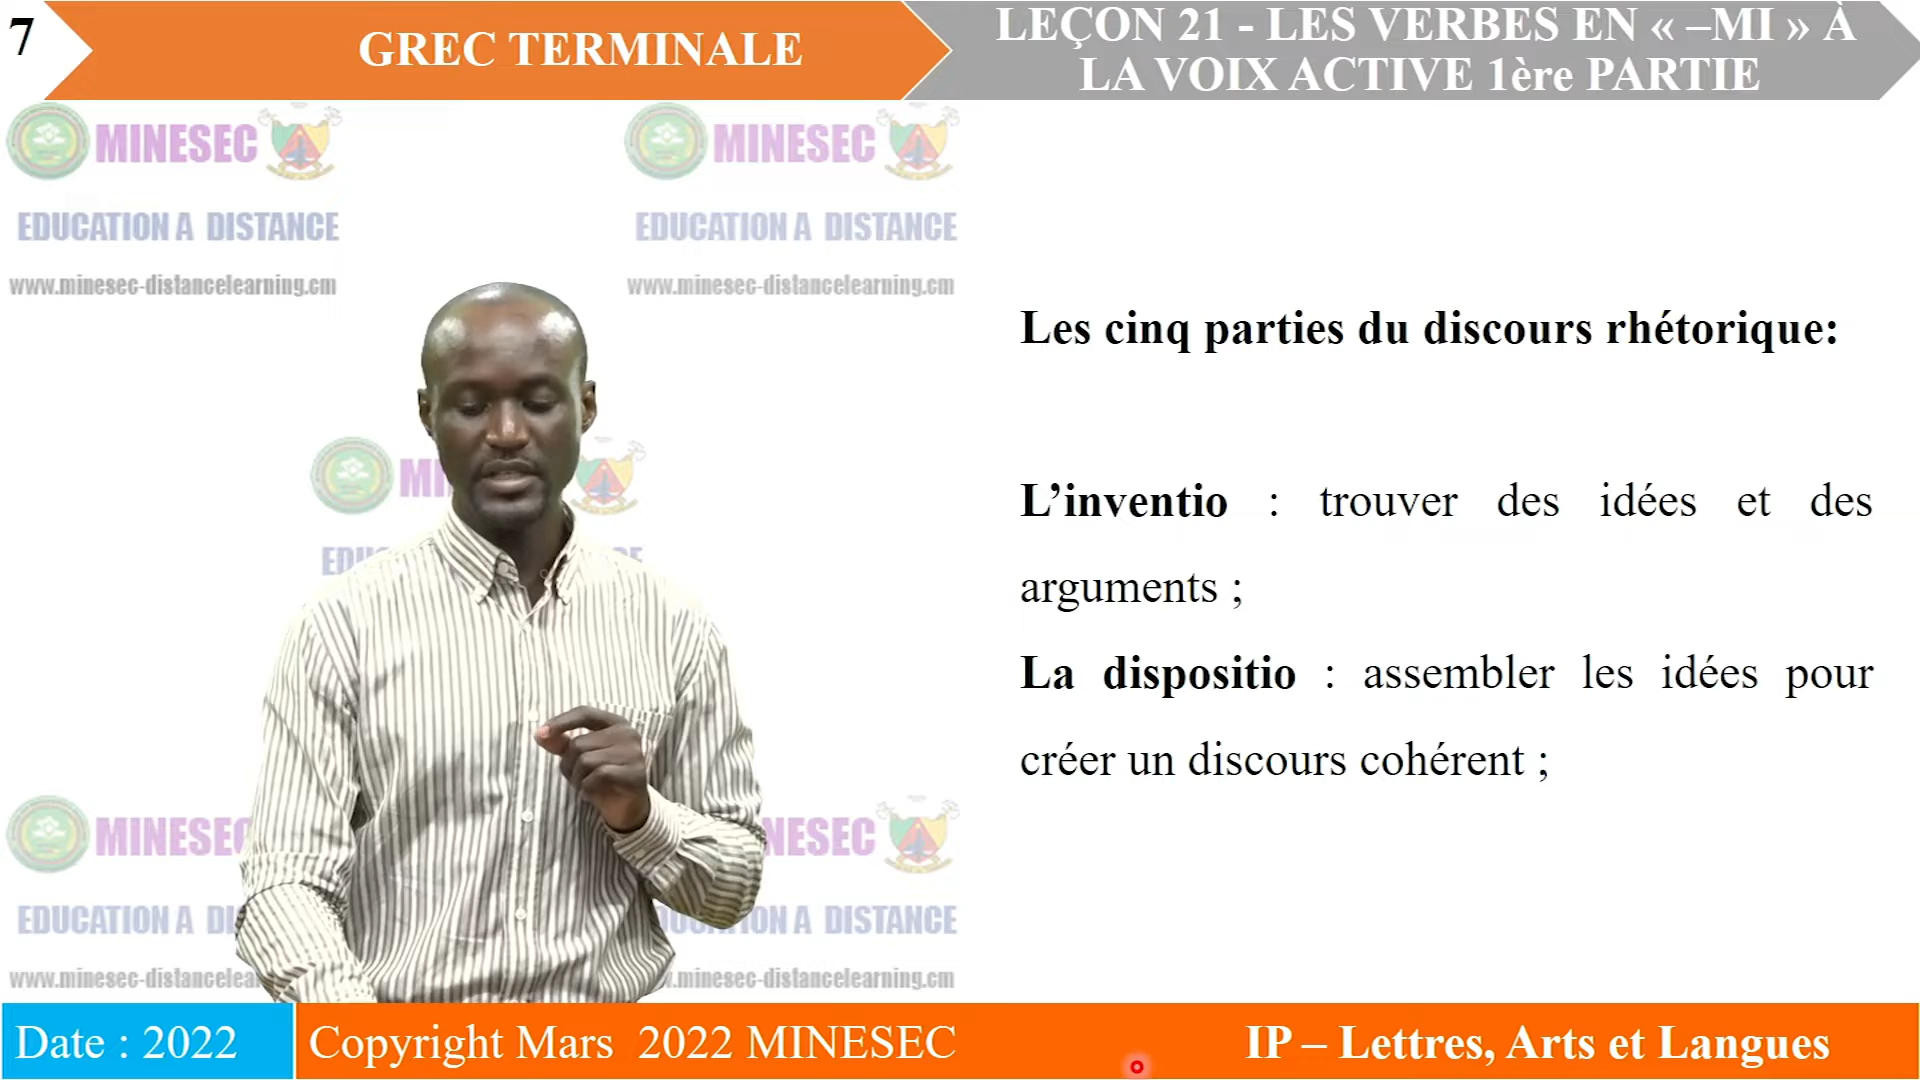 7
GREC TERMINALE
LEÇON 21 - LES VERBES EN « –MI » À
LA VOIX ACTIVE 1ère PARTIE
MINESEC
EDUCATION A DISTANCE
www.minesec-distancelearning.cm
MINESEC
EDUCATION A DISTANCE
www.minesec-distancelearning.cm
Les cinq parties du discours rhétorique:
L’inventio : trouver des idées et des
arguments ;
La dispositio : assembler les idées pour
créer un discours cohérent ;
Date : 2022
Copyright Mars 2022 MINESEC
IP – Lettres, Arts et Langues